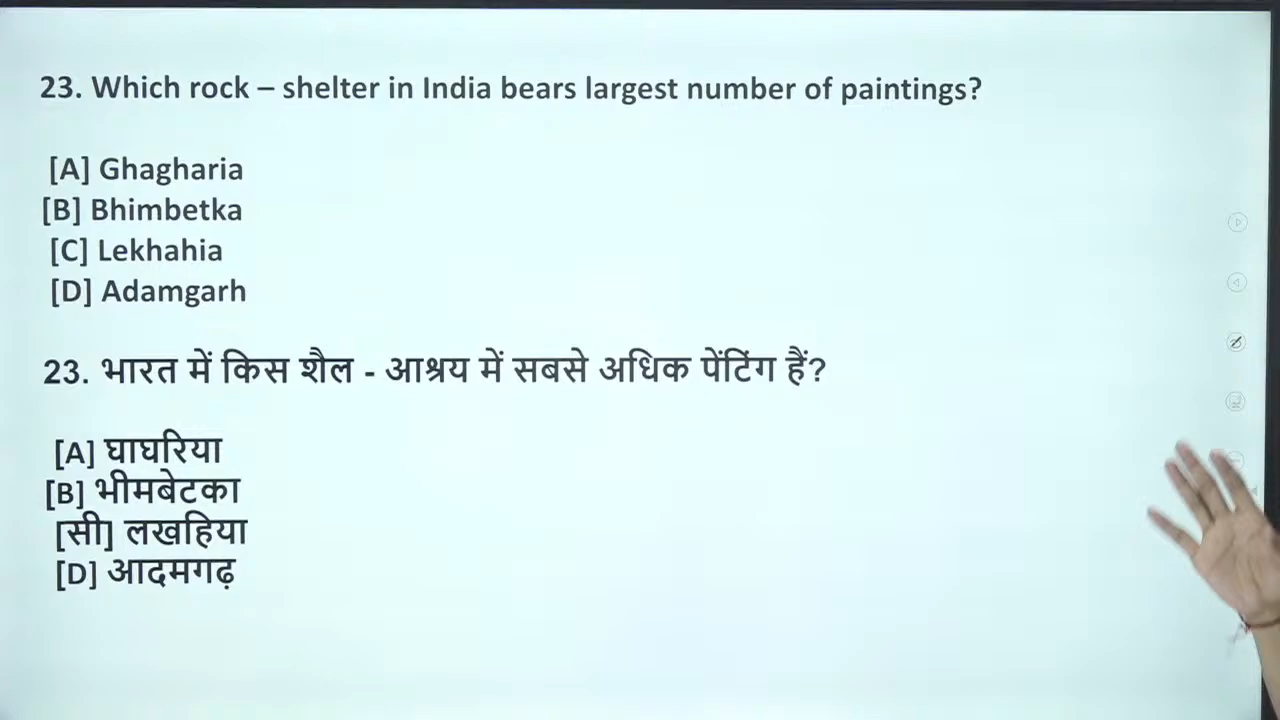 23. Which rock – shelter in India bears largest number of paintings?
[A] Ghagharia
[B] Bhimbetka
[C] Lekhahia
[D] Adamgarh
23. भारत में किस शैल - आश्रय में सबसे अधिक पेंटिंग हैं?
[A] घाघरिया
[B] भीमबेटका
[सी] लखहिया
[D] आदमगढ़